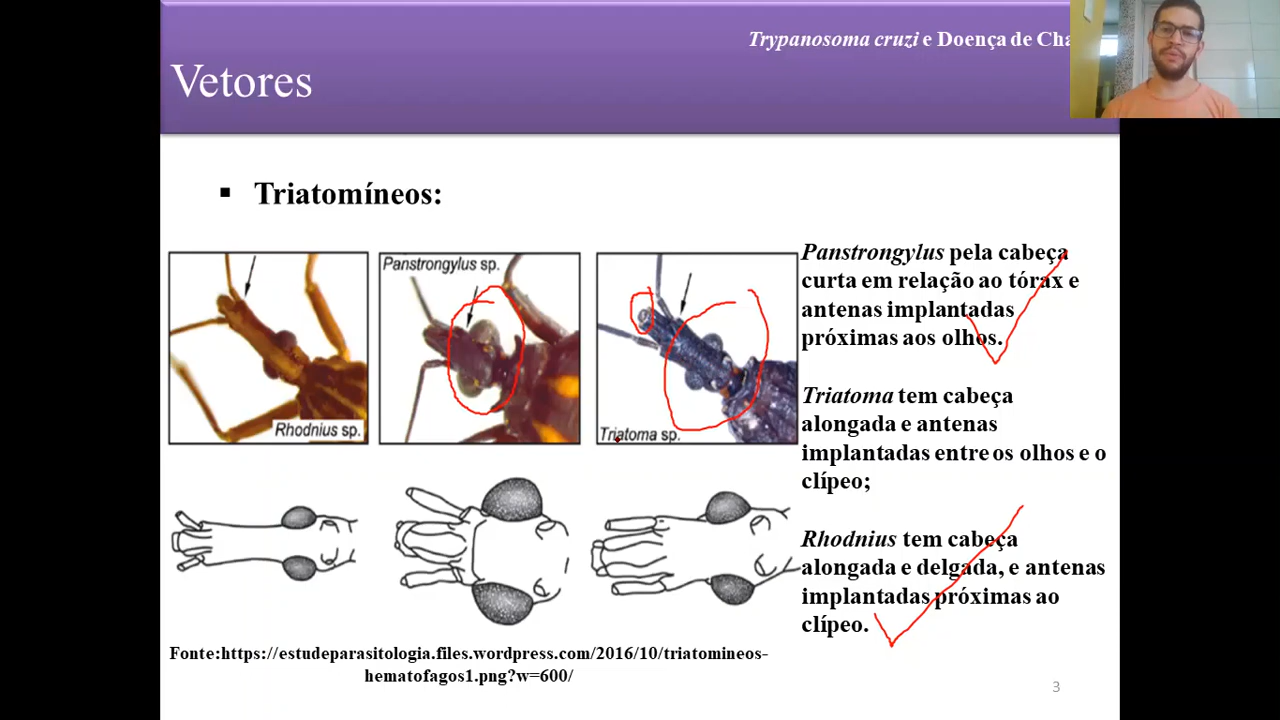 Trypanosoma cruzi e Doença de Cha
Vetores
▪ Triatomíneos:
Rhodnius sp.
Panstrongylus sp.
Triatoma sp.
Panstrongylus pela cabeça
curta em relação ao tórax e
antenas implantadas
próximas aos olhos.
Triatoma tem cabeça
alongada e antenas
implantadas entre os olhos e o
clípeo;
Rhodnius tem cabeça
alongada e delgada, e antenas
implantadas próximas ao
clípeo.
Fonte:https://estudeparasitologia.files.wordpress.com/2016/10/triatomineos-
hematofagos1.png?w=600/
3